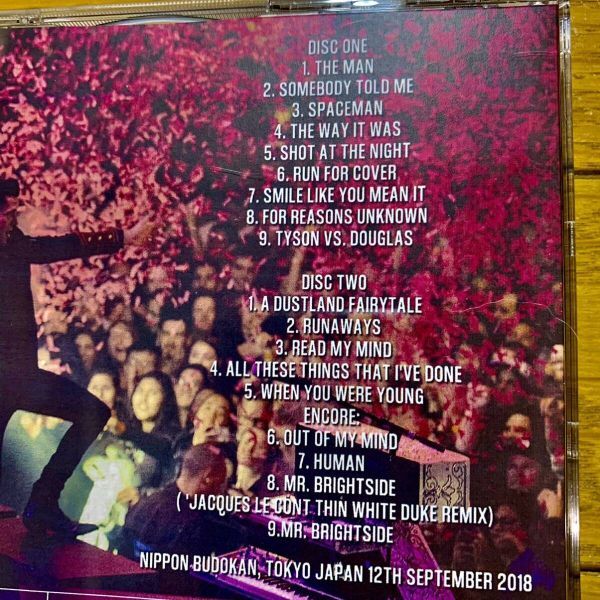 DISC ONE
1. THE MAN
2. SOMEBODY TOLD ME
3. SPACEMAN
4. THE WAY IT WAS
5. SHOT AT THE NIGHT
6. RUN FOR COVER
7. SMILE LIKE YOU MEAN IT
8. FOR REASONS UNKNOWN
9. TYSON VS. DOUGLAS
DISC TWO
1. A DUSTLAND FAIRYTALE
2. RUNAWAYS
3. READ MY MIND
4. ALL THESE THINGS THAT I'VE DONE
5. WHEN YOU WERE YOUNG
ENCORE:
6. OUT OF MY MIND
7. HUMAN
8. MR. BRIGHTSIDE
( 'JACQUES LE CONT THIN WHITE DUKE REMIX)
9.MR. BRIGHTSIDE
NIPPON BUDOKAN, TOKYO JAPAN 12TH SEPTEMBER 2018